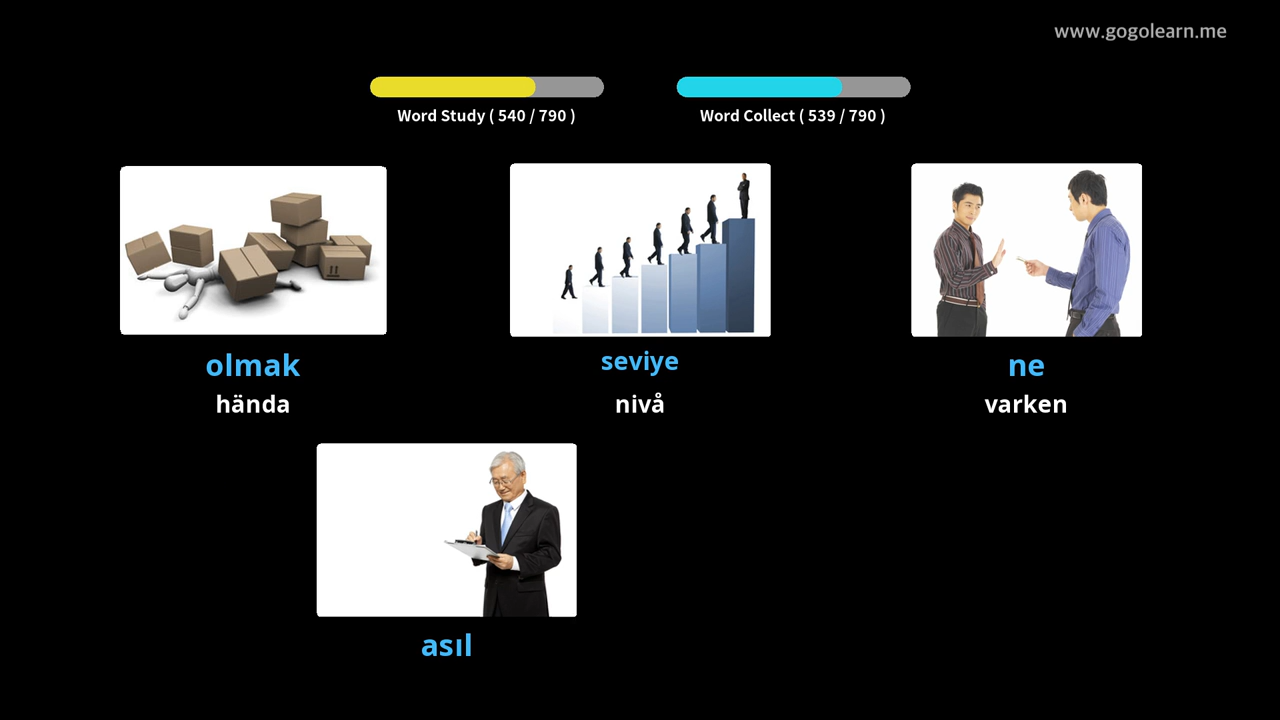 www.gogolearn.me
Word Study ( 540 / 790 )
Word Collect ( 539 / 790 )
olmak
hända
seviye
nivå
ne
varken
asıl